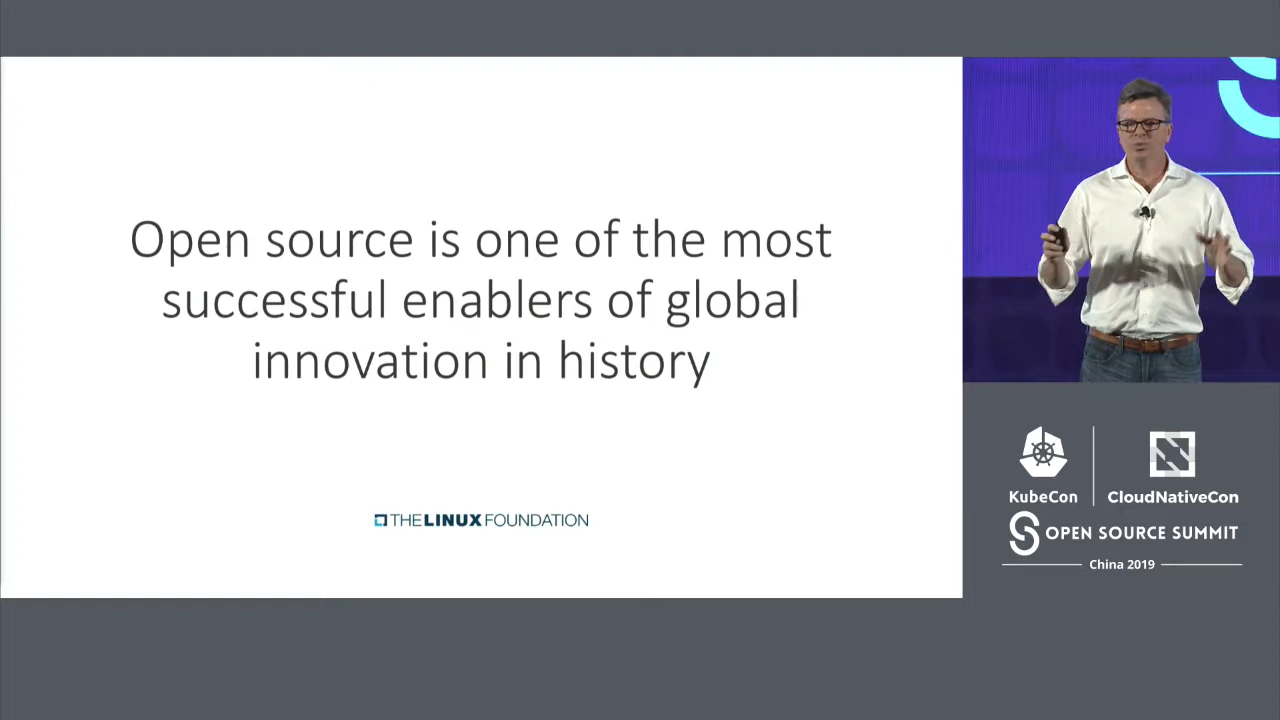 Open source is one of the most
successful enablers of global
innovation in history
THE LINUX FOUNDATION
KubeCon
CloudNativeCon
OPEN SOURCE SUMMIT
China 2019